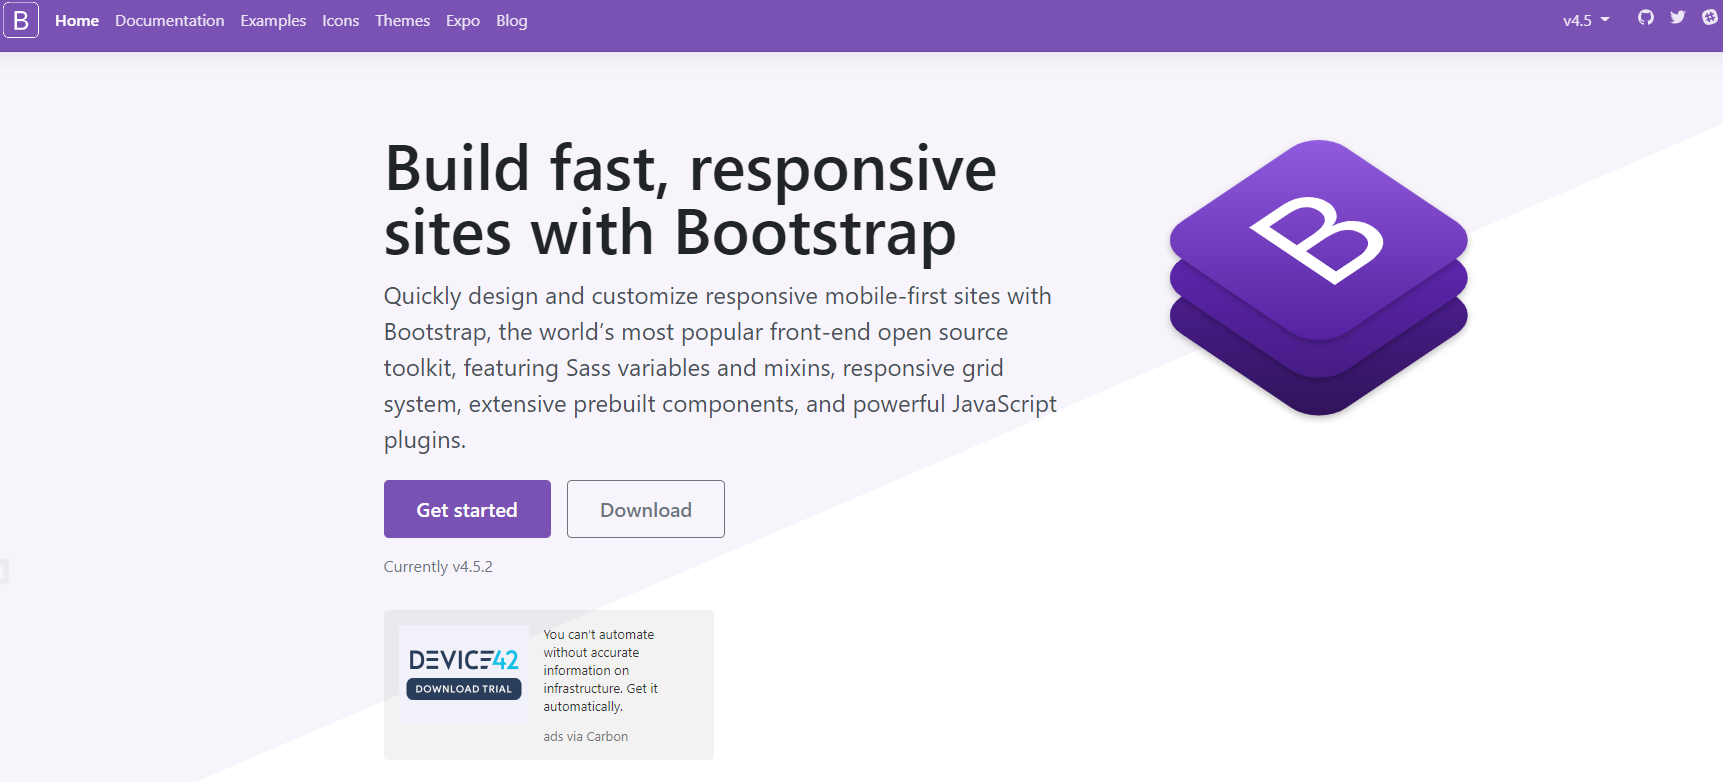 B Home Documentation Examples Icons Themes Expo Blog v4.5
Build fast, responsive
sites with Bootstrap
B
Quickly design and customize responsive mobile-first sites with
Bootstrap, the world’s most popular front-end open source
toolkit, featuring Sass variables and mixins, responsive grid
system, extensive prebuilt components, and powerful JavaScript
plugins.
Get started Download
Currently v4.5.2
DEVICE42
DOWNLOAD TRIAL
You can’t automate
without accurate
information on
infrastructure. Get it
automatically.
ads via Carbon